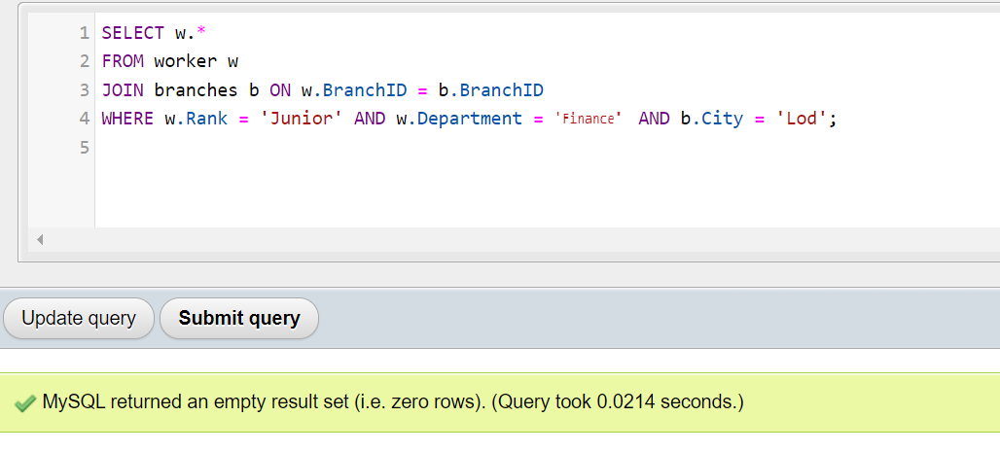 1 SELECT w.*
2 FROM worker w
3 JOIN branches b ON w.BranchID = b.BranchID
4 WHERE w.Rank = 'Junior' AND w.Department = 'Finance' AND b.City = 'Lod';
5
Update query Submit query
MySQL returned an empty result set (i.e. zero rows). (Query took 0.0214 seconds.)